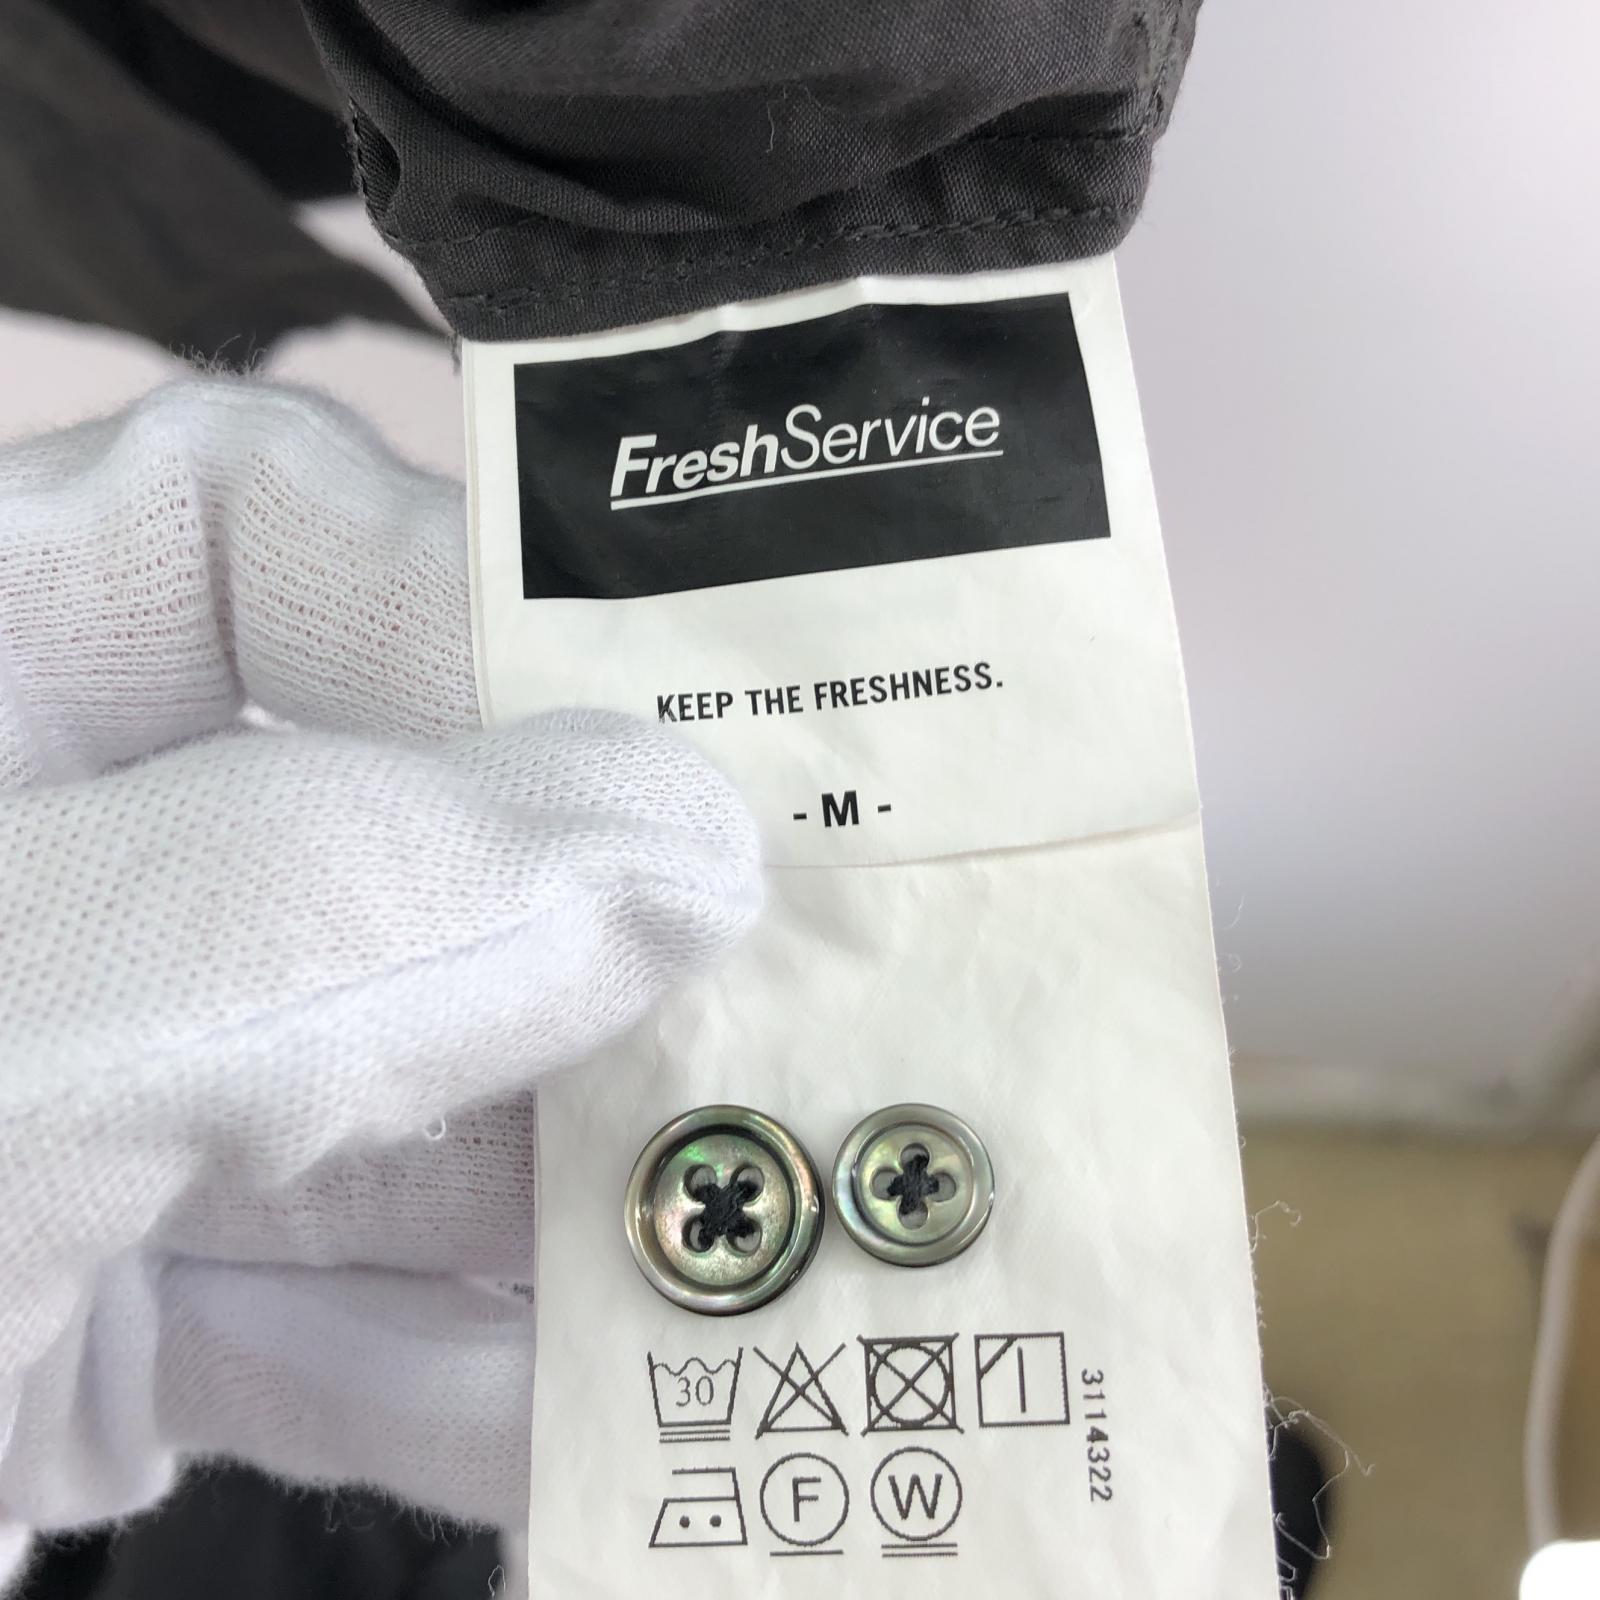 FreshService
KEEP THE FRESHNESS.
- M -
30
3114322
F
W